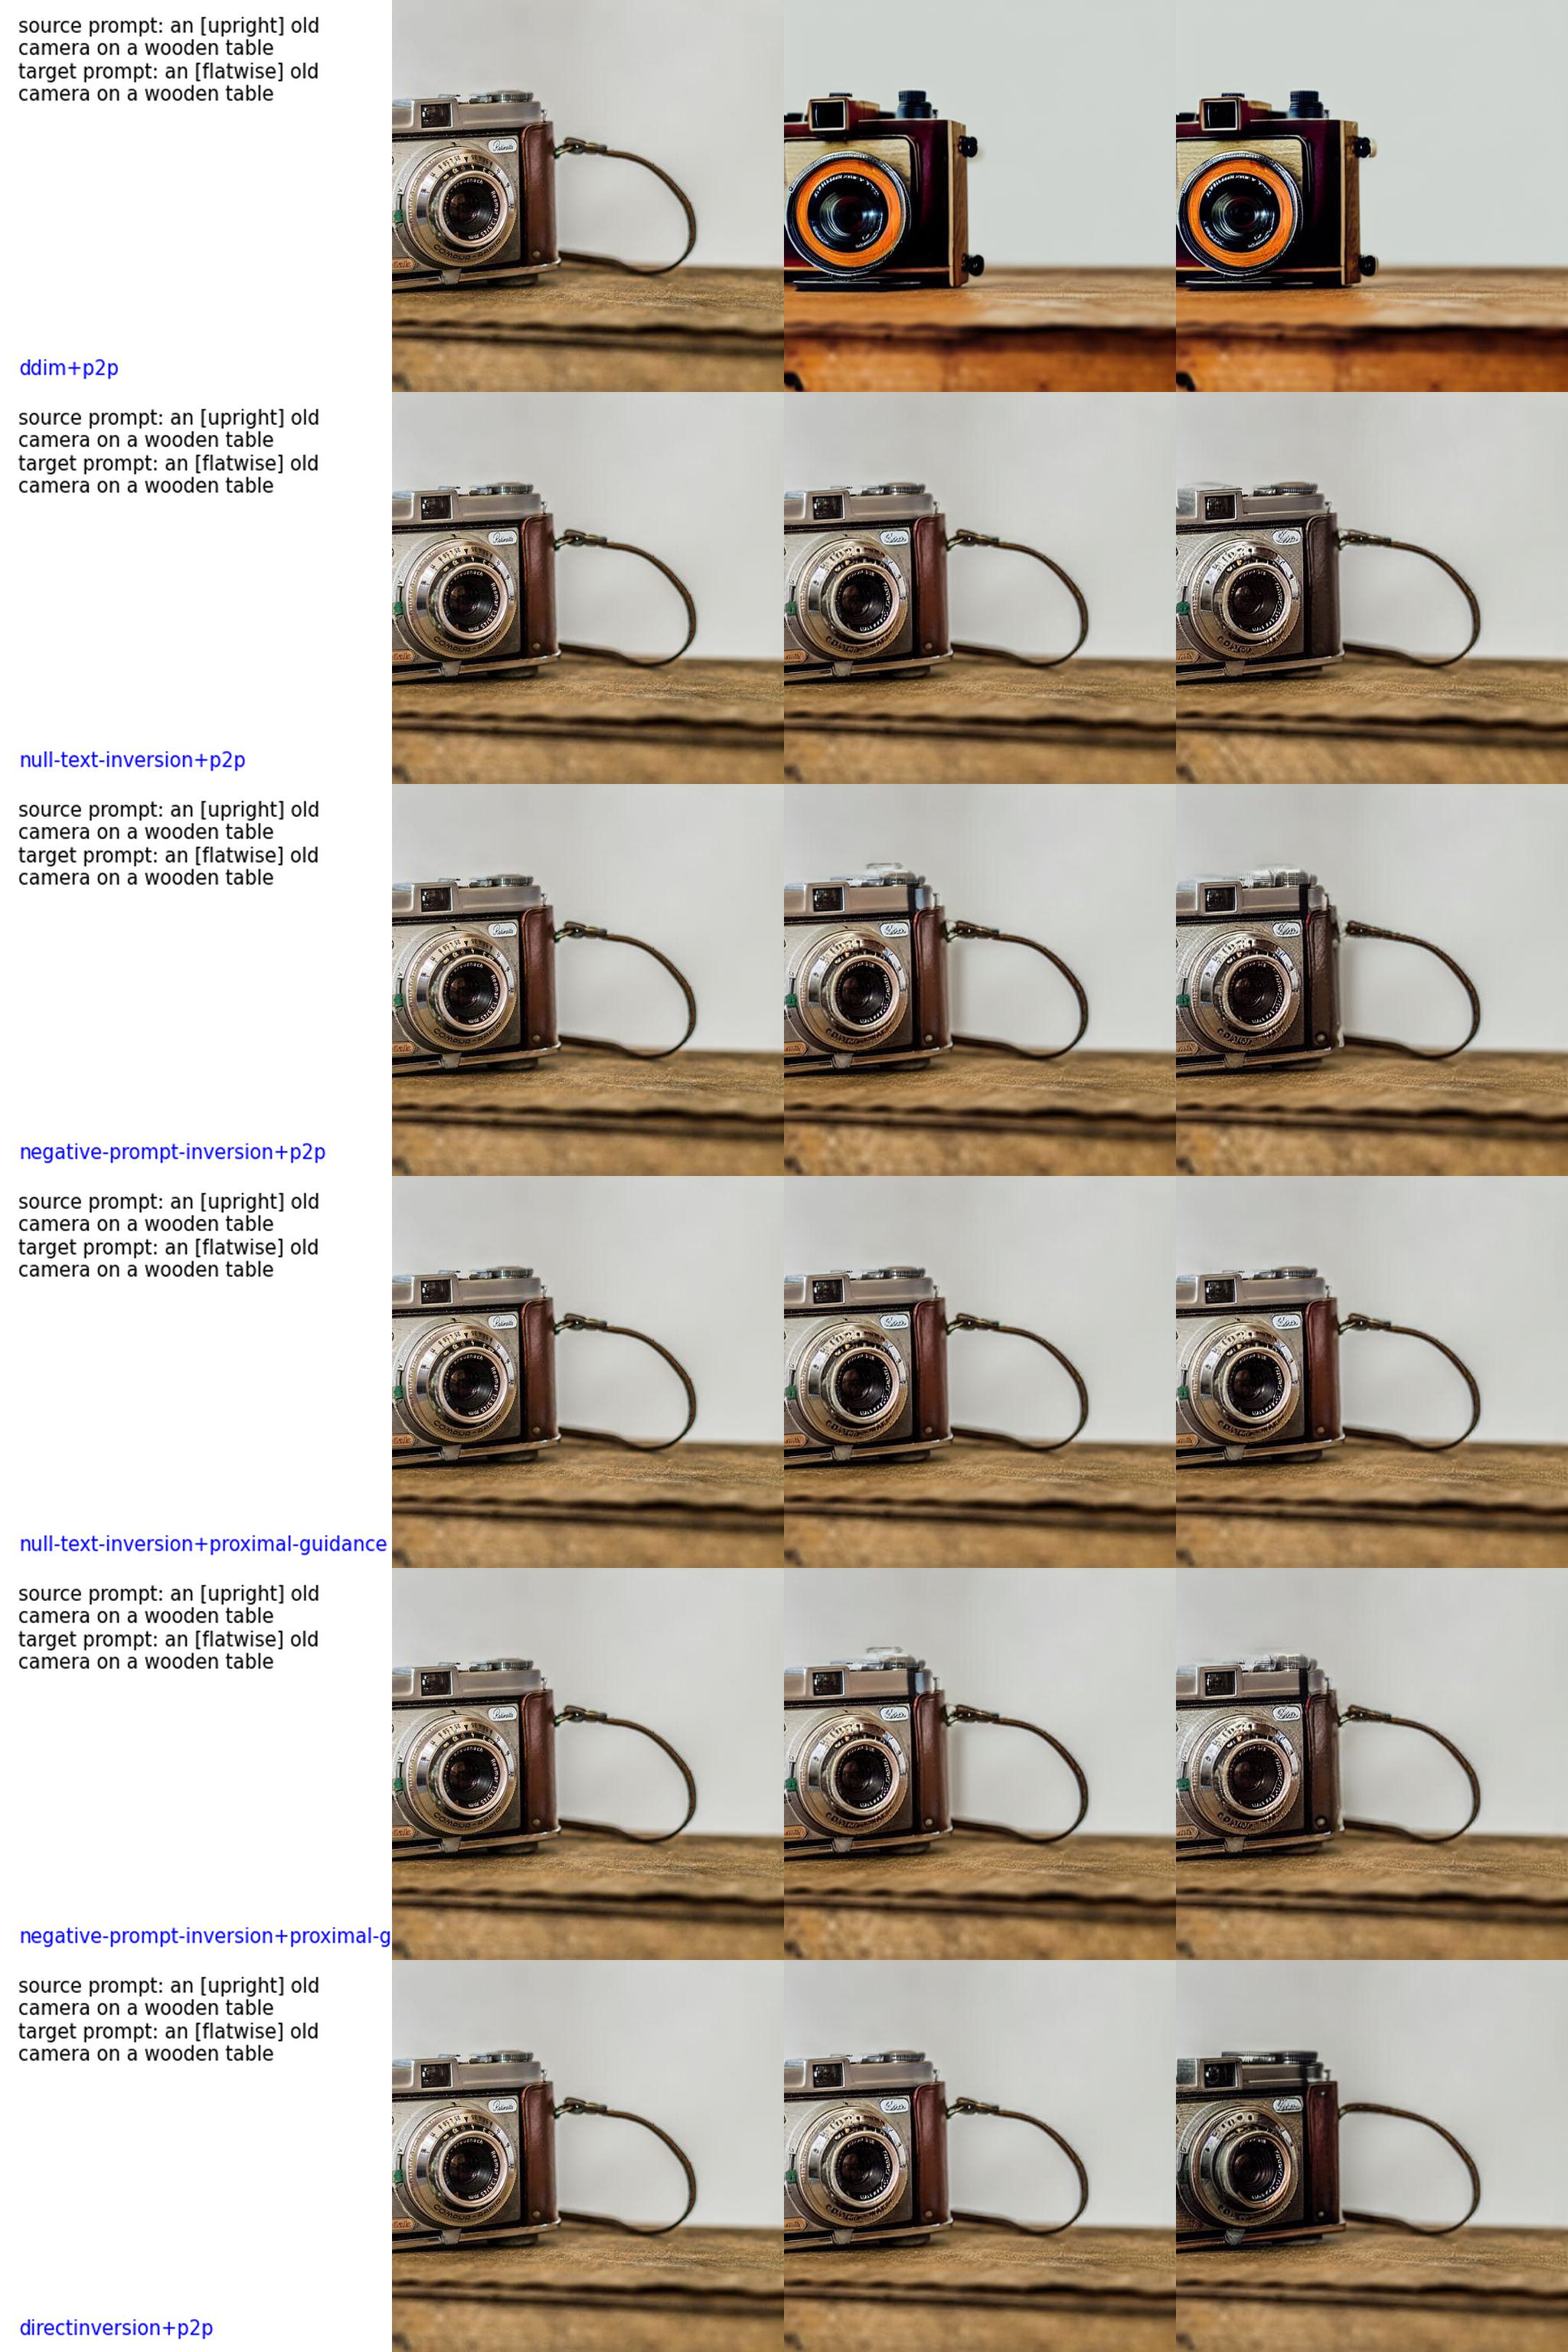 source prompt: an [upright] old
camera on a wooden table
target prompt: an [flatwise] old
camera on a wooden table
ddim+p2p
source prompt: an [upright] old
camera on a wooden table
target prompt: an [flatwise] old
camera on a wooden table
null-text-inversion+p2p
source prompt: an [upright] old
camera on a wooden table
target prompt: an [flatwise] old
camera on a wooden table
negative-prompt-inversion+p2p
source prompt: an [upright] old
camera on a wooden table
target prompt: an [flatwise] old
camera on a wooden table
null-text-inversion+proximal-guidance
source prompt: an [upright] old
camera on a wooden table
target prompt: an [flatwise] old
camera on a wooden table
negative-prompt-inversion+proximal-g
source prompt: an [upright] old
camera on a wooden table
target prompt: an [flatwise] old
camera on a wooden table
directinversion+p2p